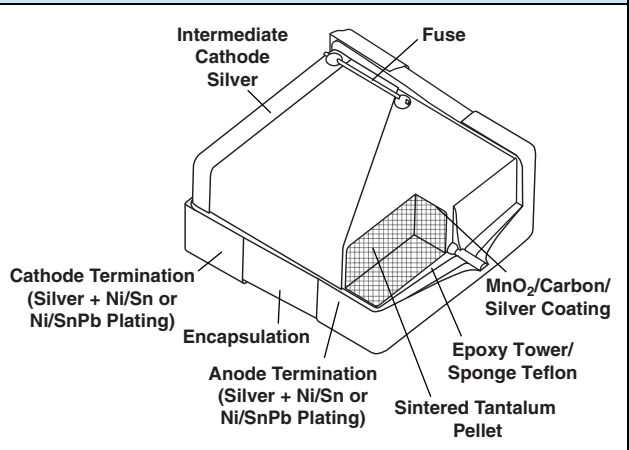 Intermediate
Cathode
Silver
Fuse
Cathode Termination
(Silver + Ni/Sn or
Ni/SnPb Plating)
Encapsulation
Anode Termination
(Silver + Ni/Sn or
Ni/SnPb Plating)
MnO₂/Carbon/
Silver Coating
Epoxy Tower/
Sponge Teflon
Sintered Tantalum
Pellet